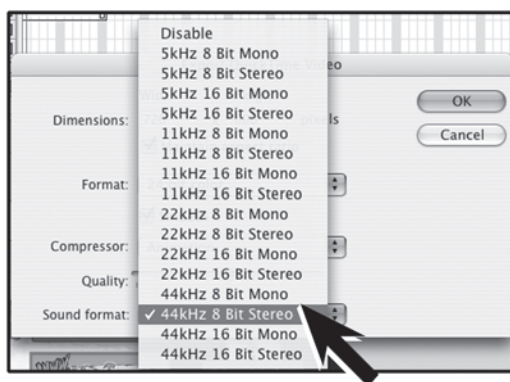 Disable
5kHz 8 Bit Mono
5kHz 8 Bit Stereo
5kHz 16 Bit Mono
5kHz 16 Bit Stereo
11kHz 8 Bit Mono
11kHz 8 Bit Stereo
11kHz 16 Bit Mono
11kHz 16 Bit Stereo
22kHz 8 Bit Mono
22kHz 8 Bit Stereo
22kHz 16 Bit Mono
22kHz 16 Bit Stereo
44kHz 8 Bit Mono
✓ 44kHz 8 Bit Stereo
44kHz 16 Bit Mono
44kHz 16 Bit Stereo
Dimensions:
Format:
Compressor:
Quality:
Sound format:
OK
Cancel